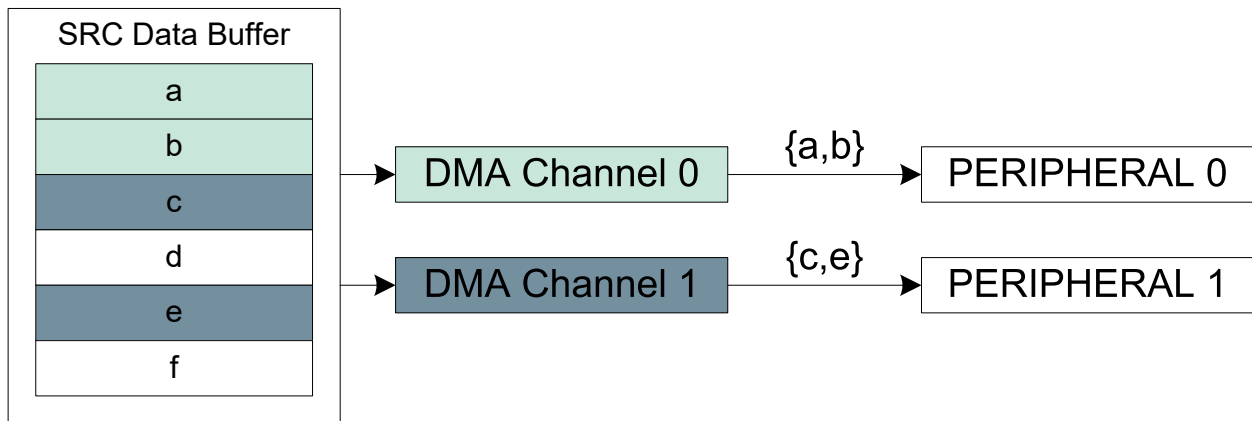 SRC Data Buffer
a
b
c
d
e
f
DMA Channel 0
{a,b}
PERIPHERAL 0
DMA Channel 1
{c,e}
PERIPHERAL 1